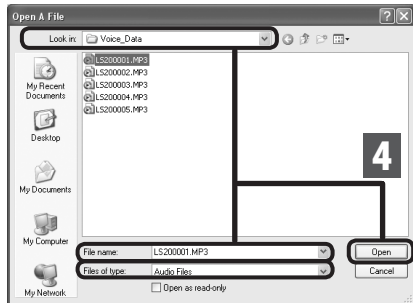 Open A File
Look in: Voice_Data
LS200001.MP3
LS200002.MP3
LS200003.MP3
LS200004.MP3
LS200005.MP3
My Recent
Documents
Desktop
My Documents
My Computer
My Network
4
File name: LS200001.MP3
Open
Files of type: Audio Files
Cancel
Open as read-only